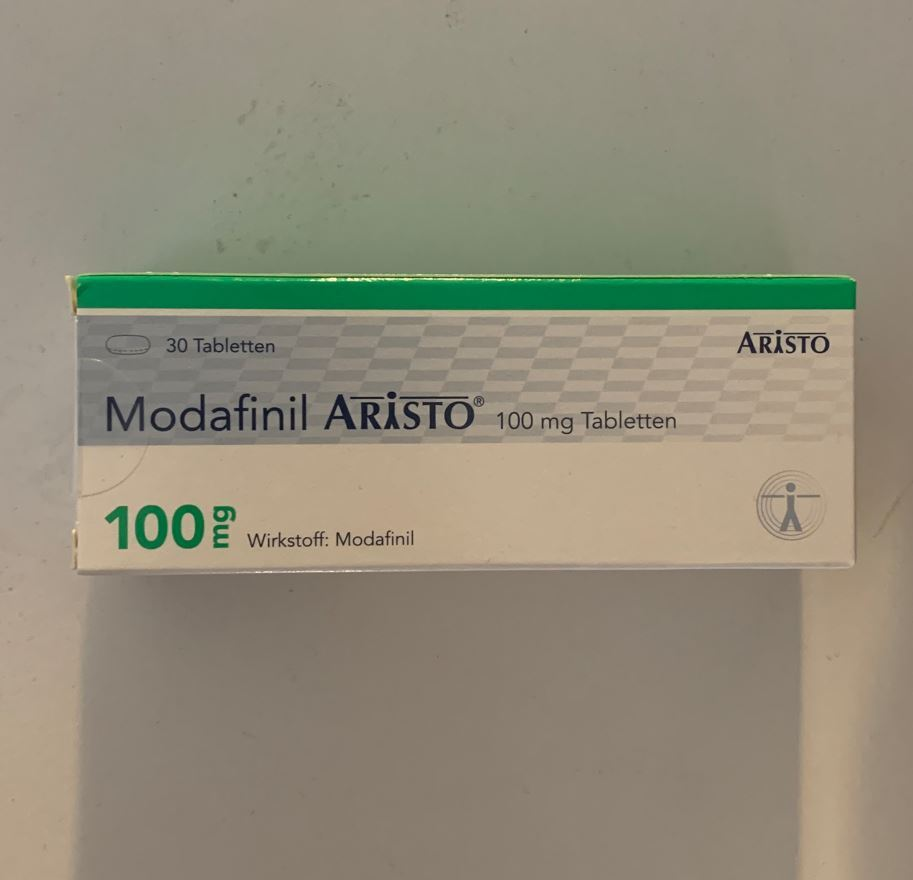 30 Tabletten
ARISTO
Modafinil ARISTO® 100 mg Tabletten
100 mg Wirkstoff: Modafinil